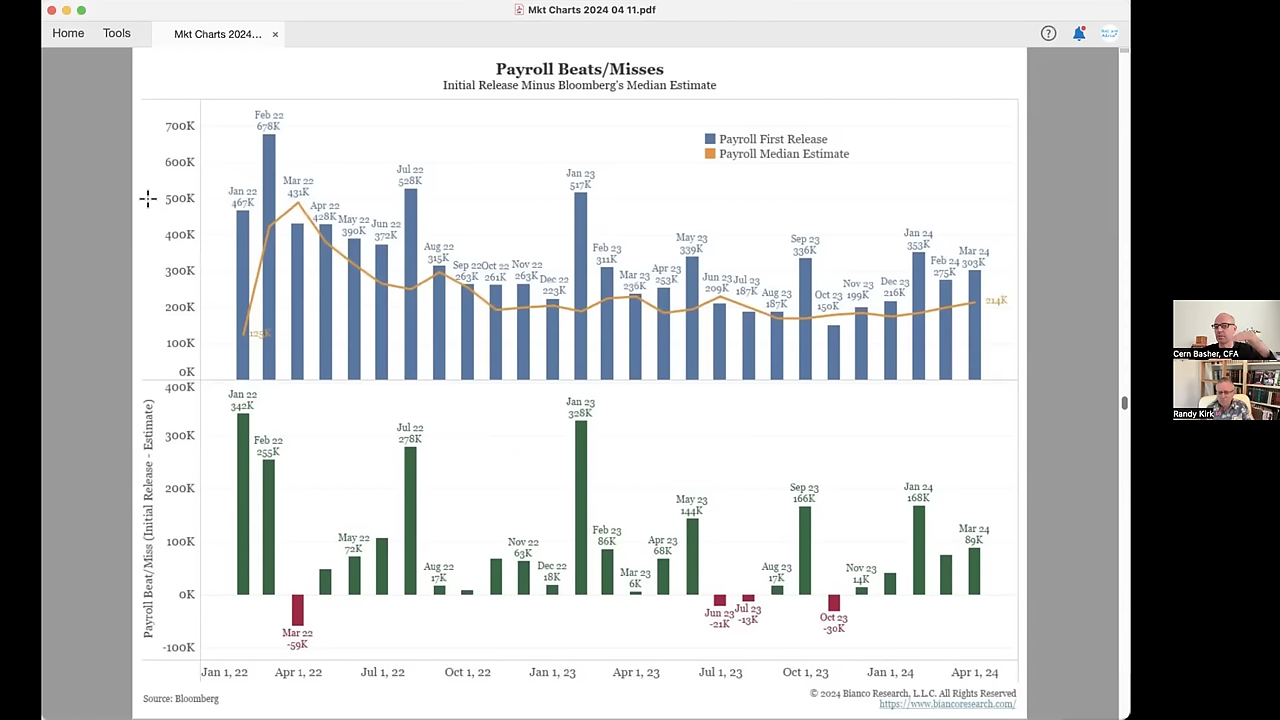 Mkt Charts 2024 04 11.pdf
Home Tools Mkt Charts 2024... ×
Payroll Beats/Misses
Initial Release Minus Bloomberg's Median Estimate
Payroll First Release
Payroll Median Estimate
700K
600K
500K
400K
300K
200K
100K
0K
Jan 22
467K
Feb 22
678K
Mar 22
431K
Apr 22
428K
May 22
390K
Jun 22
372K
Jul 22
528K
Aug 22
315K
Sep 22
263K
Oct 22
261K
Nov 22
263K
Dec 22
223K
Jan 23
517K
Feb 23
311K
Mar 23
236K
Apr 23
253K
May 23
339K
Jun 23
209K
Jul 23
187K
Aug 23
187K
Sep 23
336K
Oct 23
150K
Nov 23
199K
Dec 23
216K
Jan 24
353K
Feb 24
275K
Mar 24
303K
125K
214K
Payroll Beat/Miss (Initial Release - Estimate)
400K
300K
200K
100K
0K
-100K
Jan 22
342K
Feb 22
255K
Mar 22
-59K
May 22
72K
Jul 22
278K
Aug 22
17K
Nov 22
63K
Dec 22
18K
Jan 23
328K
Feb 23
86K
Mar 23
6K
Apr 23
68K
May 23
144K
Jun 23
-21K
Jul 23
-13K
Aug 23
17K
Sep 23
166K
Oct 23
-30K
Nov 23
14K
Jan 24
168K
Mar 24
89K
Jan 1, 22 Apr 1, 22 Jul 1, 22 Oct 1, 22 Jan 1, 23 Apr 1, 23 Jul 1, 23 Oct 1, 23 Jan 1, 24 Apr 1, 24
Source: Bloomberg
© 2024 Bianco Research, L.L.C. All Rights Reserved
https://www.biancoresearch.com/
Cern Basher, CFA
Randy Kirk